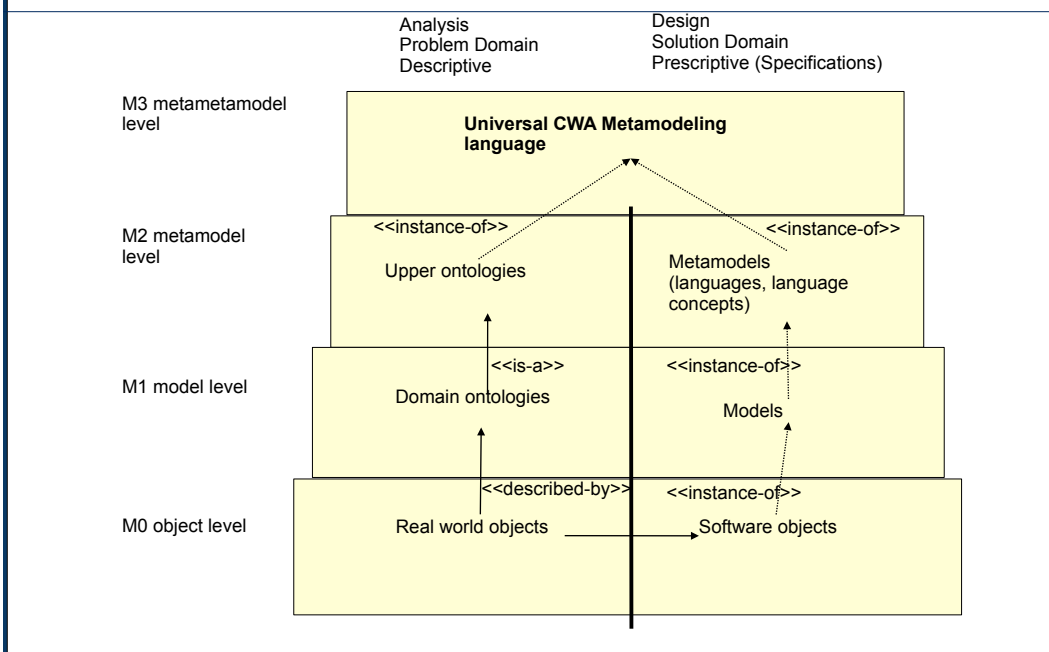 Analysis
Problem Domain
Descriptive
Design
Solution Domain
Prescriptive (Specifications)
M3 metametamodel
level
Universal CWA Metamodeling
language
M2 metamodel
level
<<instance-of>>
<<instance-of>>
Upper ontologies
Metamodels
(languages, language
concepts)
M1 model level
<<is-a>>
<<instance-of>>
Domain ontologies
Models
M0 object level
<<described-by>>
<<instance-of>>
Real world objects
Software objects